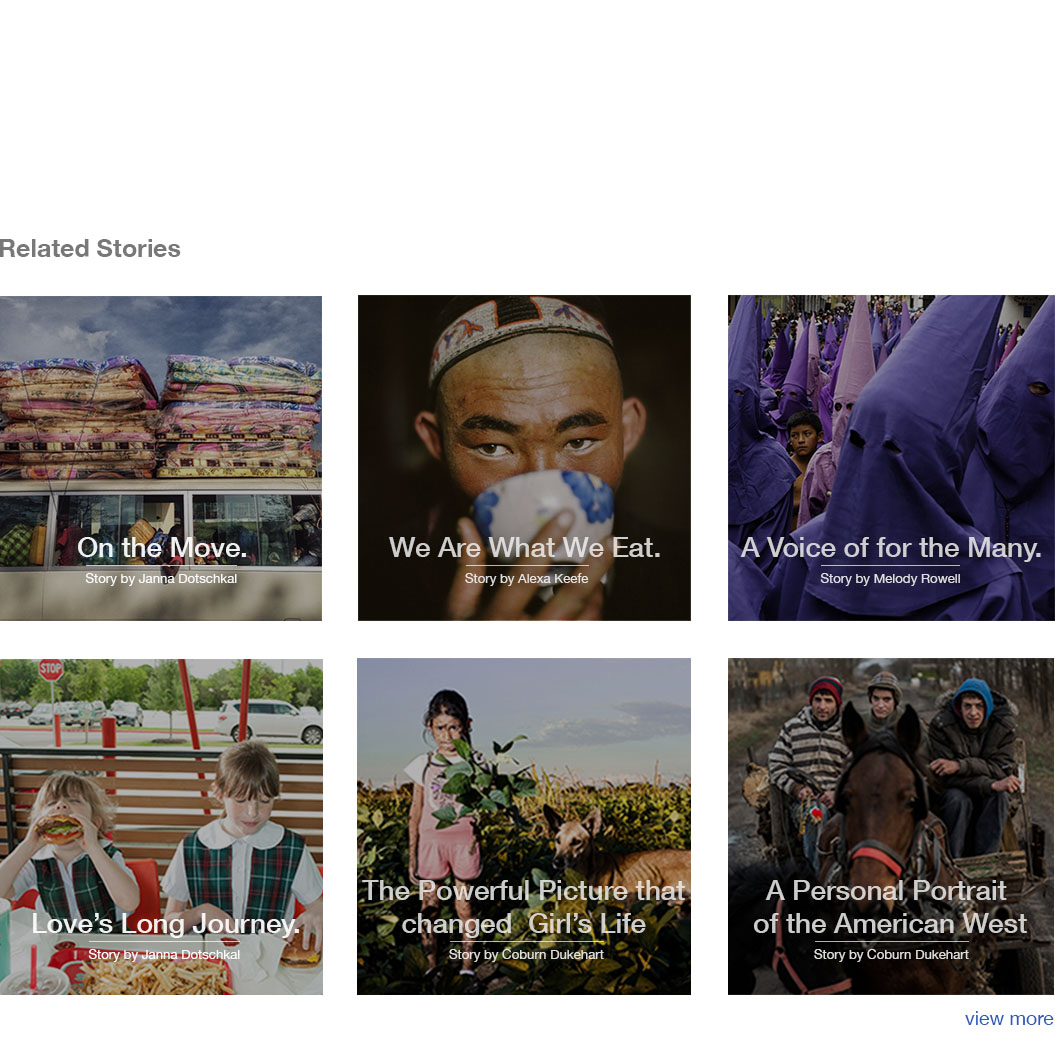 Related Stories
On the Move.
Story by Janna Dotschkal
We Are What We Eat.
Story by Alexa Keefe
A Voice of for the Many.
Story by Melody Rowell
STOP
Love's Long Journey.
Story by Janna Dotschkal
The Powerful Picture that
changed  Girl's Life
Story by Coburn Dukehart
A Personal Portrait
of the American West
Story by Coburn Dukehart
view more